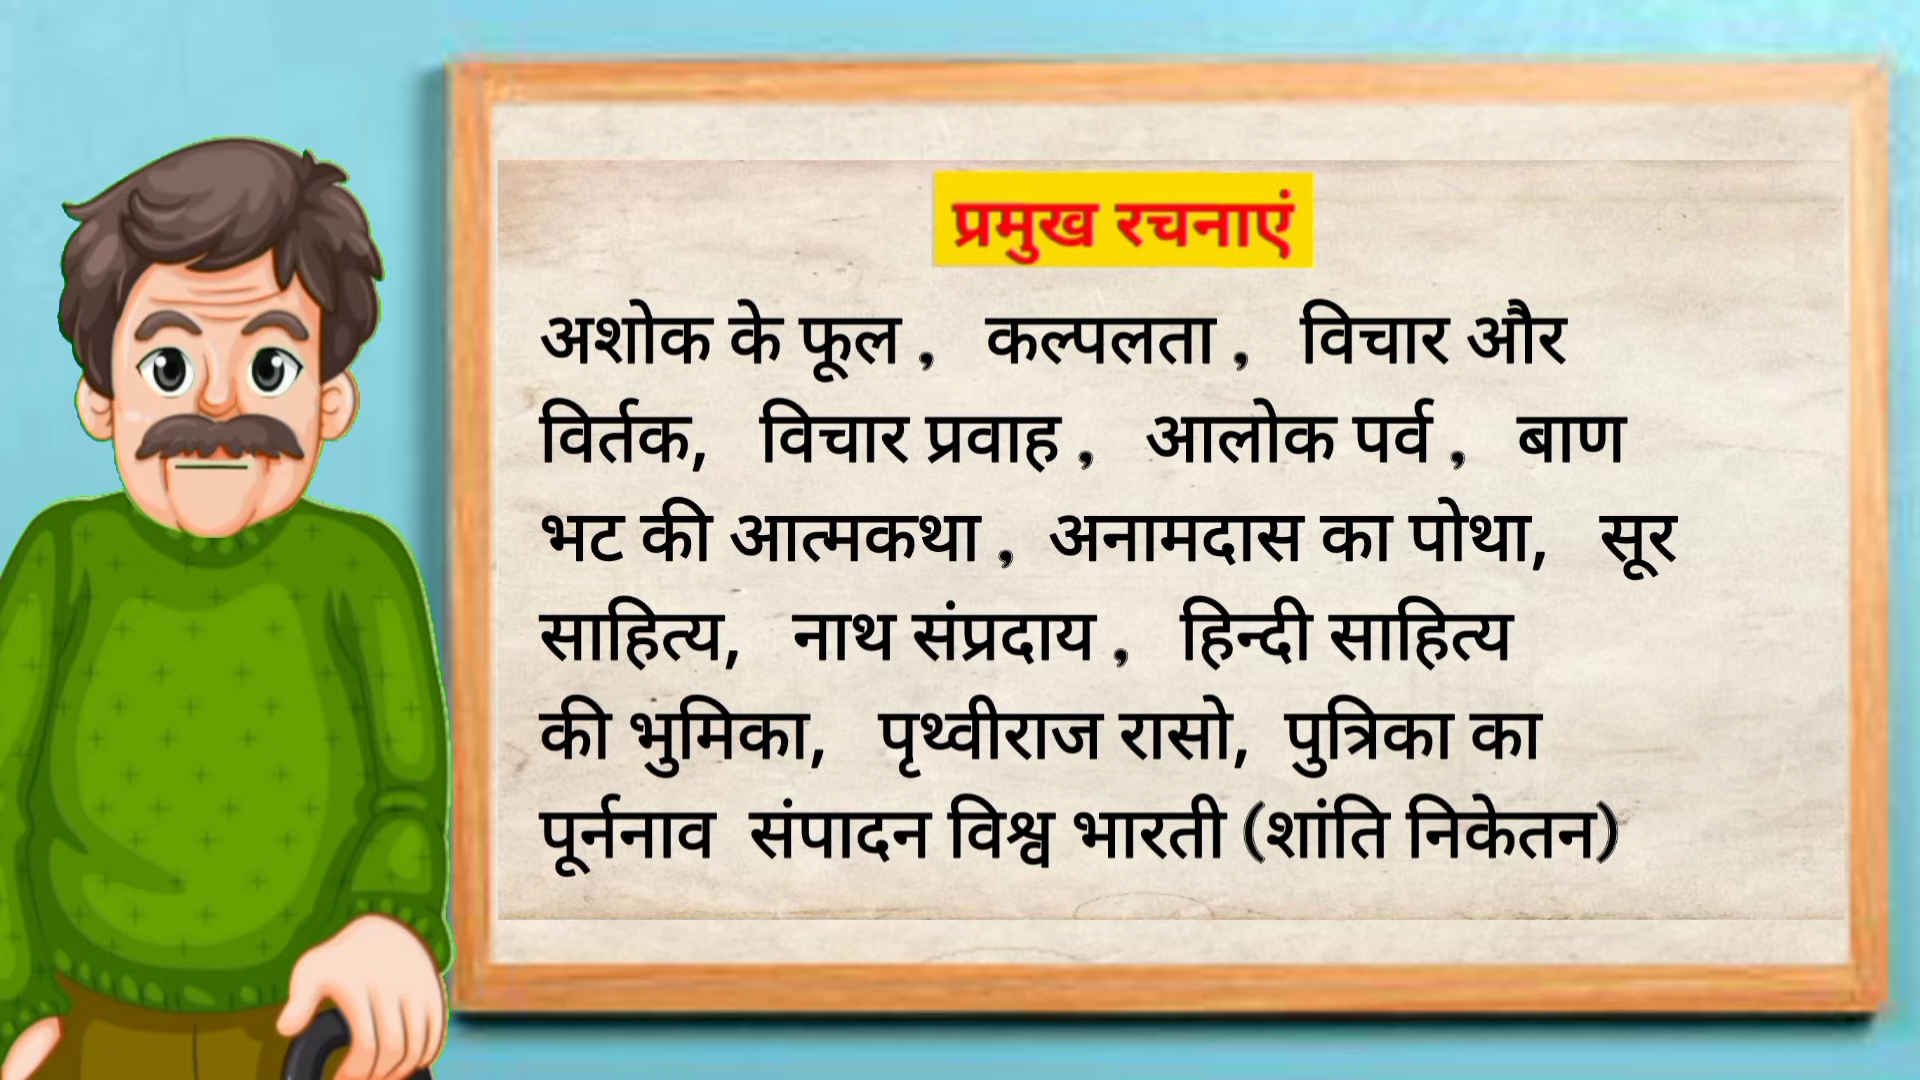 प्रमुख रचनाएं
अशोक के फूल , कल्पलता , विचार और
विर्तक, विचार प्रवाह , आलोक पर्व , बाण
भट की आत्मकथा , अनामदास का पोथा, सूर
साहित्य, नाथ संप्रदाय , हिन्दी साहित्य
की भुमिका, पृथ्वीराज रासो, पुत्रिका का
पूर्ननाव संपादन विश्व भारती (शांति निकेतन)